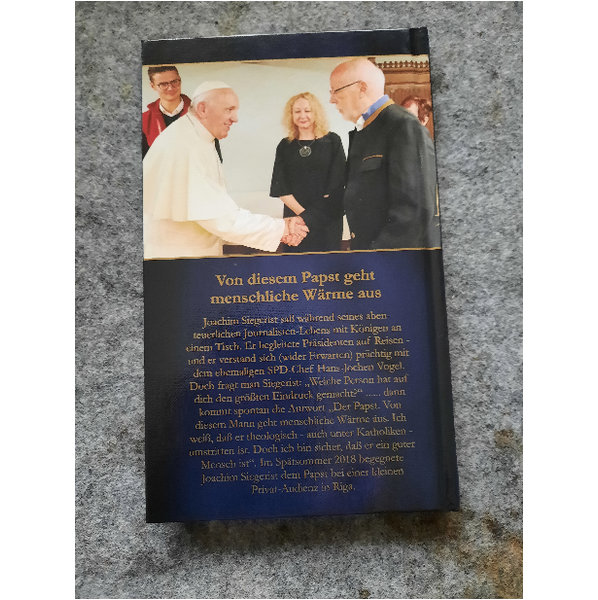 Von diesem Papst geht
menschliche Wärme aus
Joachim Siegerist saß während seines aben
teuerlichen Journalisten-Lebens mit Königen an
einem Tisch. Er begleitete Präsidenten auf Reisen -
und er verstand sich (wider Erwarten) prächtig mit
dem ehemaligen SPD-Chef Hans-Jochen Vogel.
Doch fragt man Siegerist: „Welche Person hat auf
dich den größten Eindruck gemacht?“ ...... dann
kommt spontan die Antwort „Der Papst. Von
diesem Mann geht menschliche Wärme aus. Ich
weiß, daß er theologisch - auch unter Katholiken -
umstritten ist. Doch ich bin sicher, daß er ein guter
Mensch ist“. Im Spätsommer 2018 begegnete
Joachim Siegerist dem Papst bei einer kleinen
Privat-Audienz in Riga.